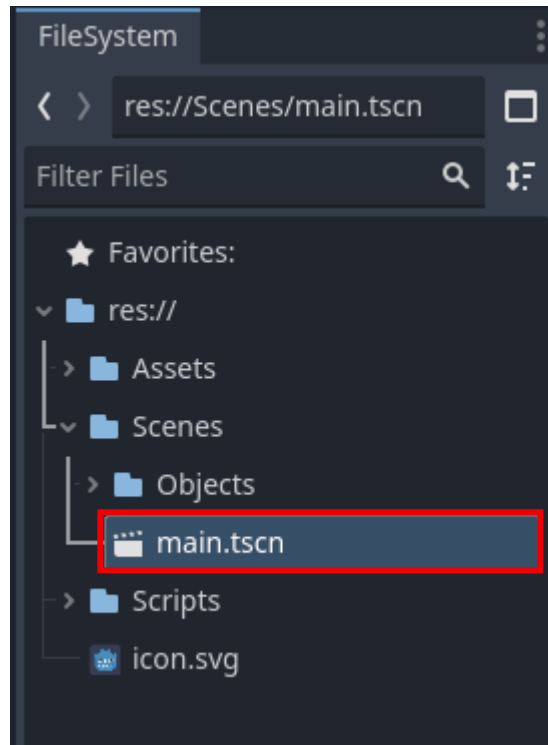 FileSystem
res://Scenes/main.tscn
Filter Files
Favorites:
res://
Assets
Scenes
Objects
main.tscn
Scripts
icon.svg